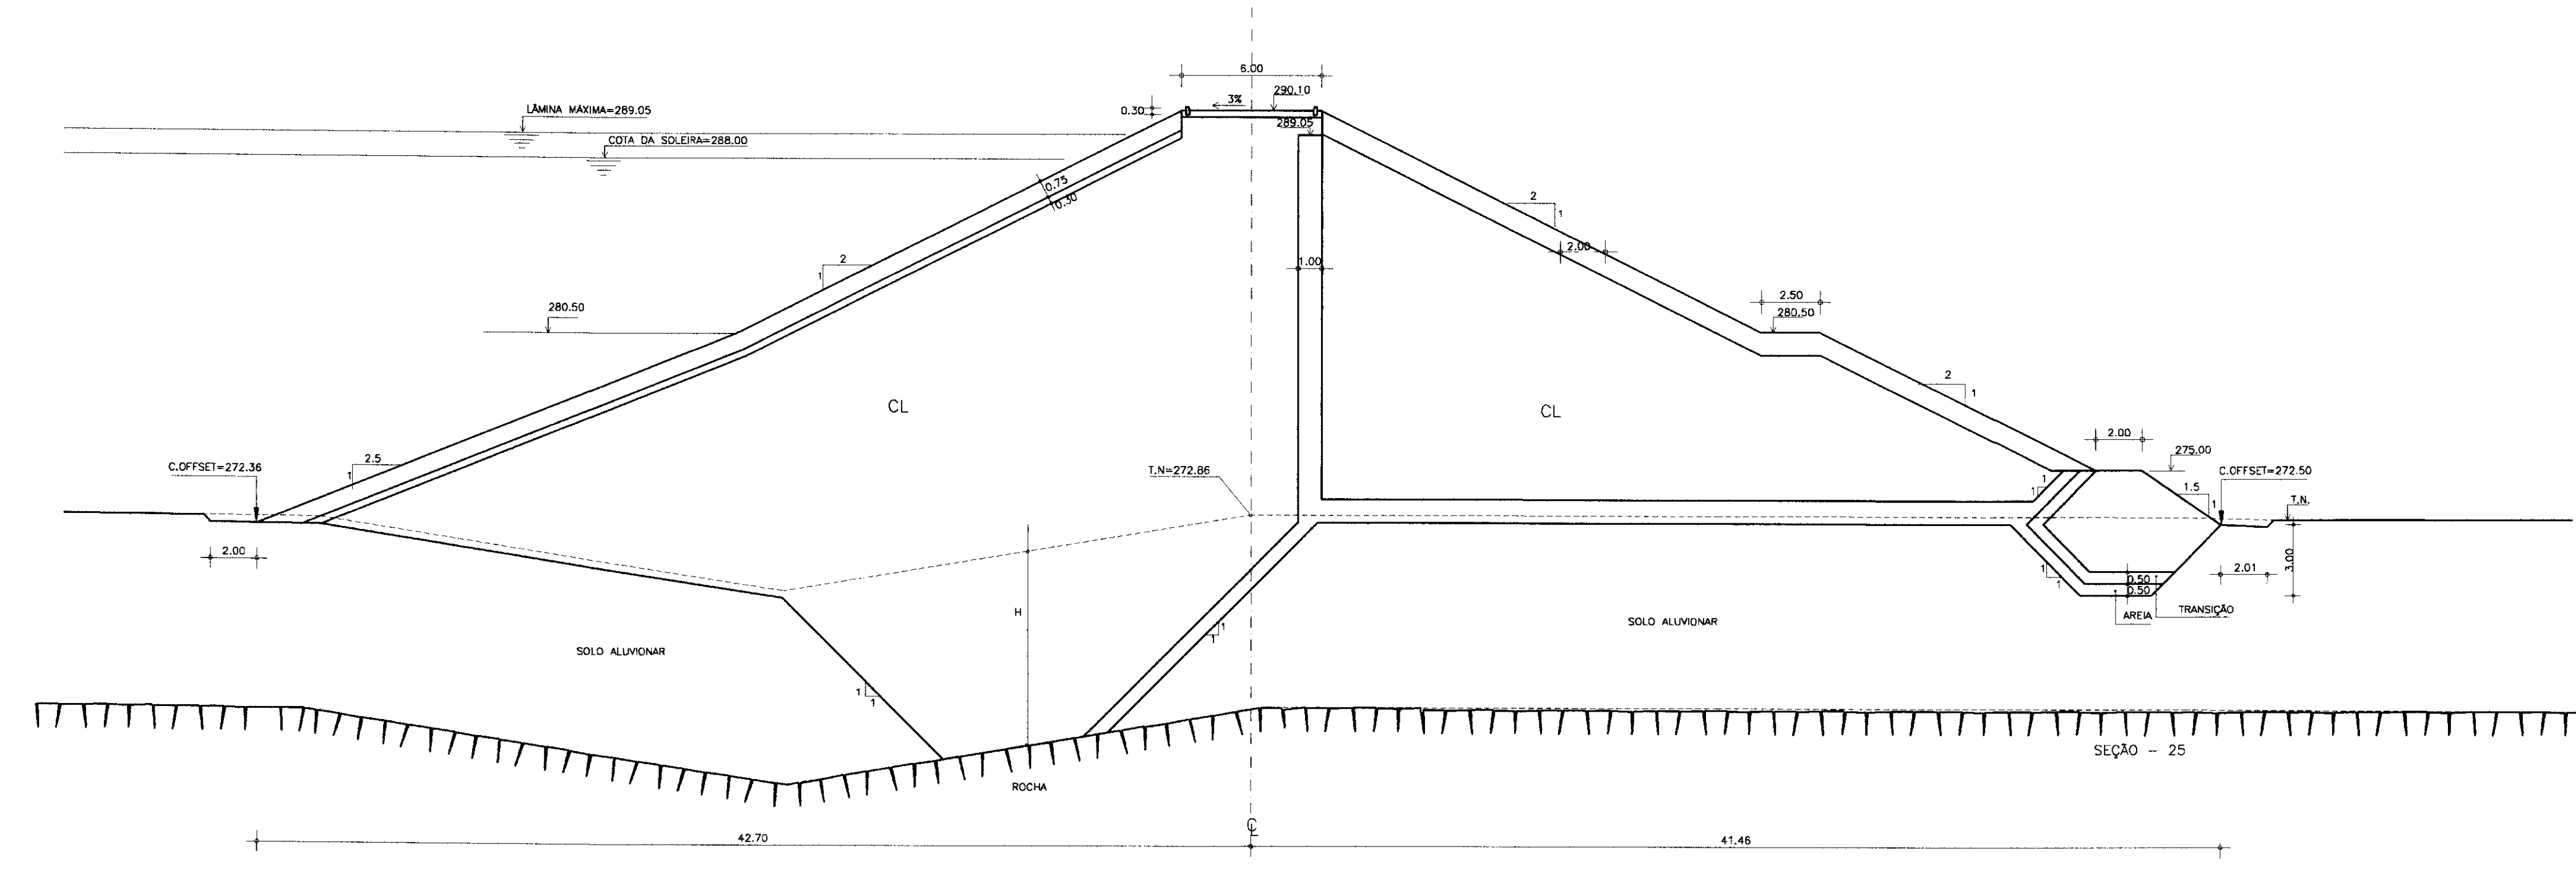 6.00
LÂMINA MÁXIMA=289.05
0.30
3%
290.10
289.05
COTA DA SOLEIRA=288.00
0.75
0.30
2
1
2.00
2
1
1.00
280.50
2.50
280.50
2
1
CL
CL
2.00
275.00
2.5
1
C.OFFSET=272.36
T.N=272.86
C.OFFSET=272.50
1
1
1.5
1
T.N.
2.00
3.00
2.01
1
1
0.50
0.50
AREIA
TRANSIÇÃO
H
1
1
SOLO ALUVIONAR
SOLO ALUVIONAR
1
1
SEÇÃO - 25
ROCHA
CL
42.70
41.46